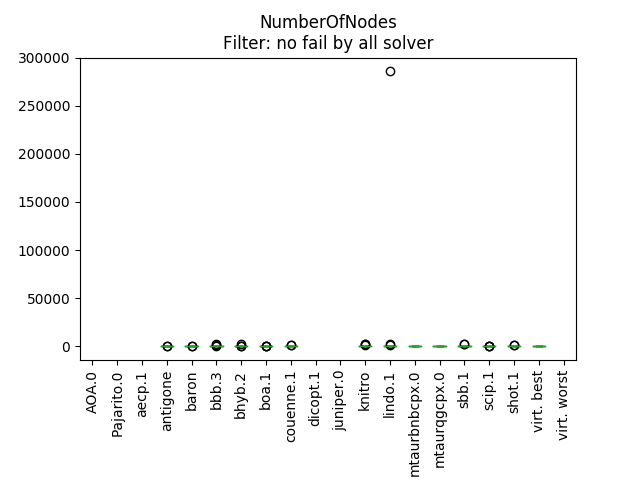 NumberOfNodes
Filter: no fail by all solver
300000
250000
200000
150000
100000
50000
0
AOA.0
Pajarito.0
aecp.1
antigone
baron
bbb.3
bhyb.2
boa.1
couenne.1
dicopt.1
juniper.0
knitro
lindo.1
mtaurbnbcpx.0
mtaurqgcpx.0
sbb.1
scip.1
shot.1
virt. best
virt. worst